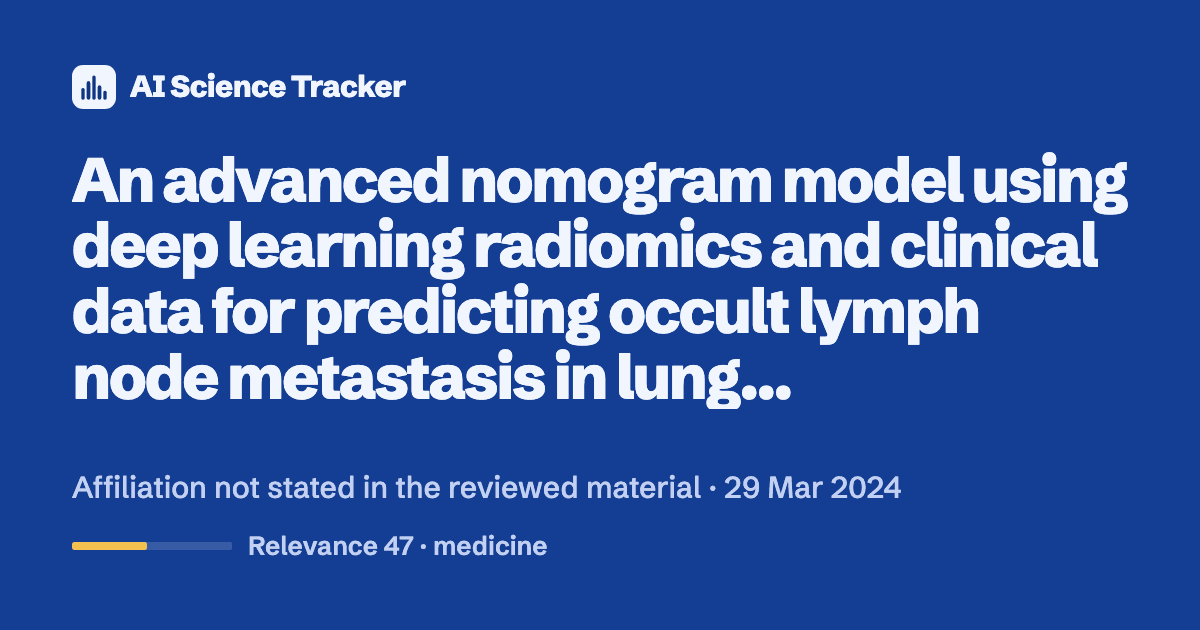 AI Science Tracker
An advanced nomogram model using
deep learning radiomics and clinical
data for predicting occult lymph
node metastasis in lung...
Affiliation not stated in the reviewed material · 29 Mar 2024
Relevance 47 · medicine